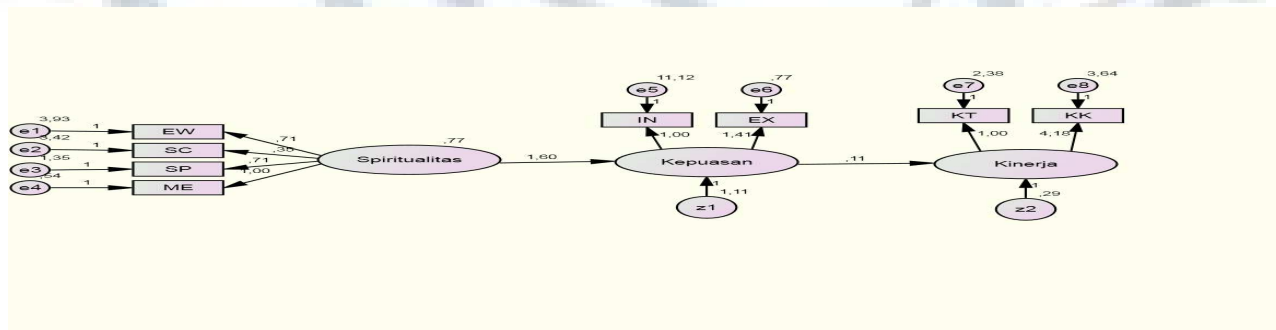 11,12
,77
2,38
3,64
e5
e6
e7
e8
1
1
1
1
3,93
IN
EX
KT
KK
e1
1
EW
,71
1,00
1,41
1,00
4,18
e2
1
SC
,36
,77
e3
1,35
1
SP
,71
Spiritualitas
1,60
Kepuasan
,11
Kinerja
e4
1
ME
1,00
1
1,11
1
,29
z1
z2